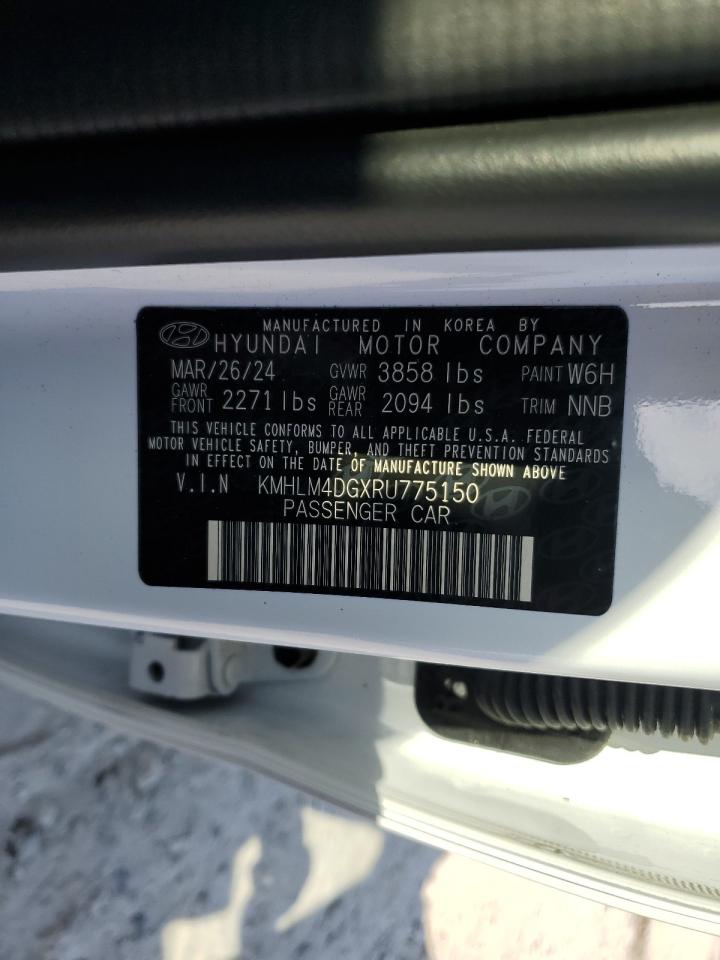 MANUFACTURED IN KOREA BY
HYUNDAI MOTOR COMPANY
MAR/26/24 GVWR 3858 lbs PAINT W6H
GAWR FRONT 2271 lbs GAWR REAR 2094 lbs TRIM NNB
THIS VEHICLE CONFORMS TO ALL APPLICABLE U.S.A. FEDERAL
MOTOR VEHICLE SAFETY, BUMPER, AND THEFT PREVENTION STANDARDS
IN EFFECT ON THE DATE OF MANUFACTURE SHOWN ABOVE
V.I.N KMHLM4DGXRU775150
PASSENGER CAR